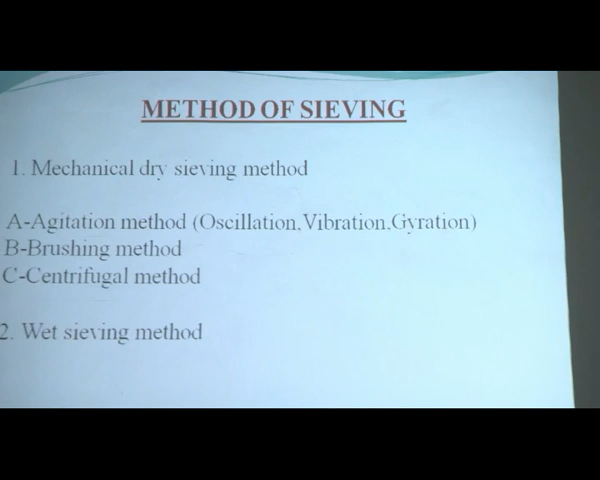 METHOD OF SIEVING
1. Mechanical dry sieving method
A-Agitation method (Oscillation,Vibration,Gyration)
B-Brushing method
C-Centrifugal method
2. Wet sieving method